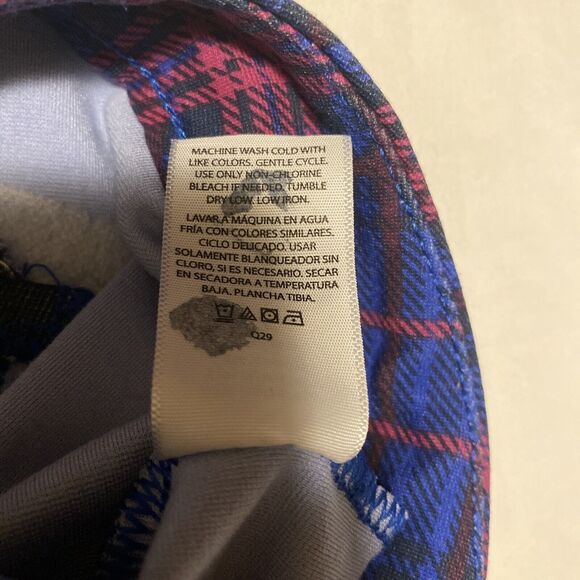 MACHINE WASH COLD WITH
LIKE COLORS. GENTLE CYCLE.
USE ONLY NON-CHLORINE
BLEACH IF NEEDED. TUMBLE
DRY LOW. LOW IRON.
LAVAR A MÁQUINA EN AGUA
FRÍA CON COLORES SIMILARES.
CICLO DELICADO. USAR
SOLAMENTE BLANQUEADOR SIN
CLORO, SI ES NECESARIO. SECAR
EN SECADORA A TEMPERATURA
BAJA. PLANCHA TIBIA.
Q29